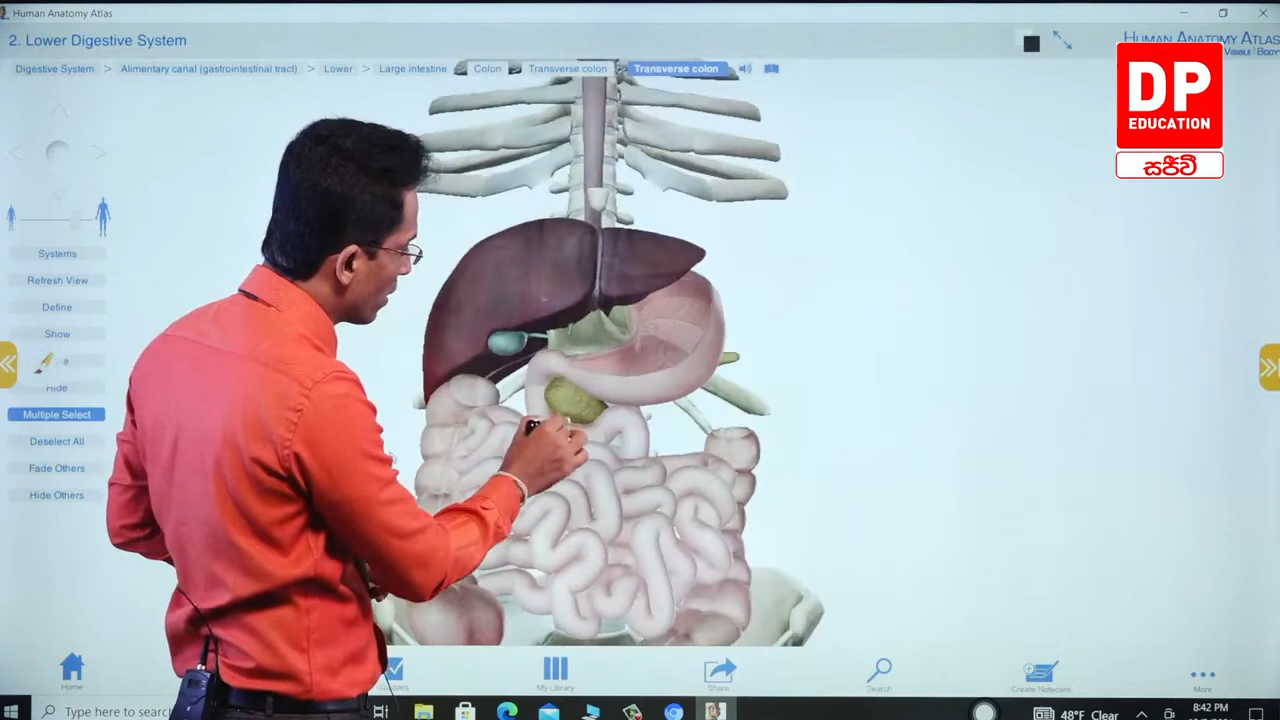 Human Anatomy Atlas
2. Lower Digestive System
HUMAN ANATOMY ATLAS
VISIBLE BODY
Digestive System > Alimentary canal (gastrointestinal tract) > Lower > Large intestine > Colon > Transverse colon > Transverse colon
DP
EDUCATION
සජීවී
Systems
Refresh View
Define
Show
Hide
Multiple Select
Deselect All
Fade Others
Hide Others
Home
Quizzes
My Library
Share
Search
Create Notecard
More
Type here to search
48°F Clear
8:42 PM